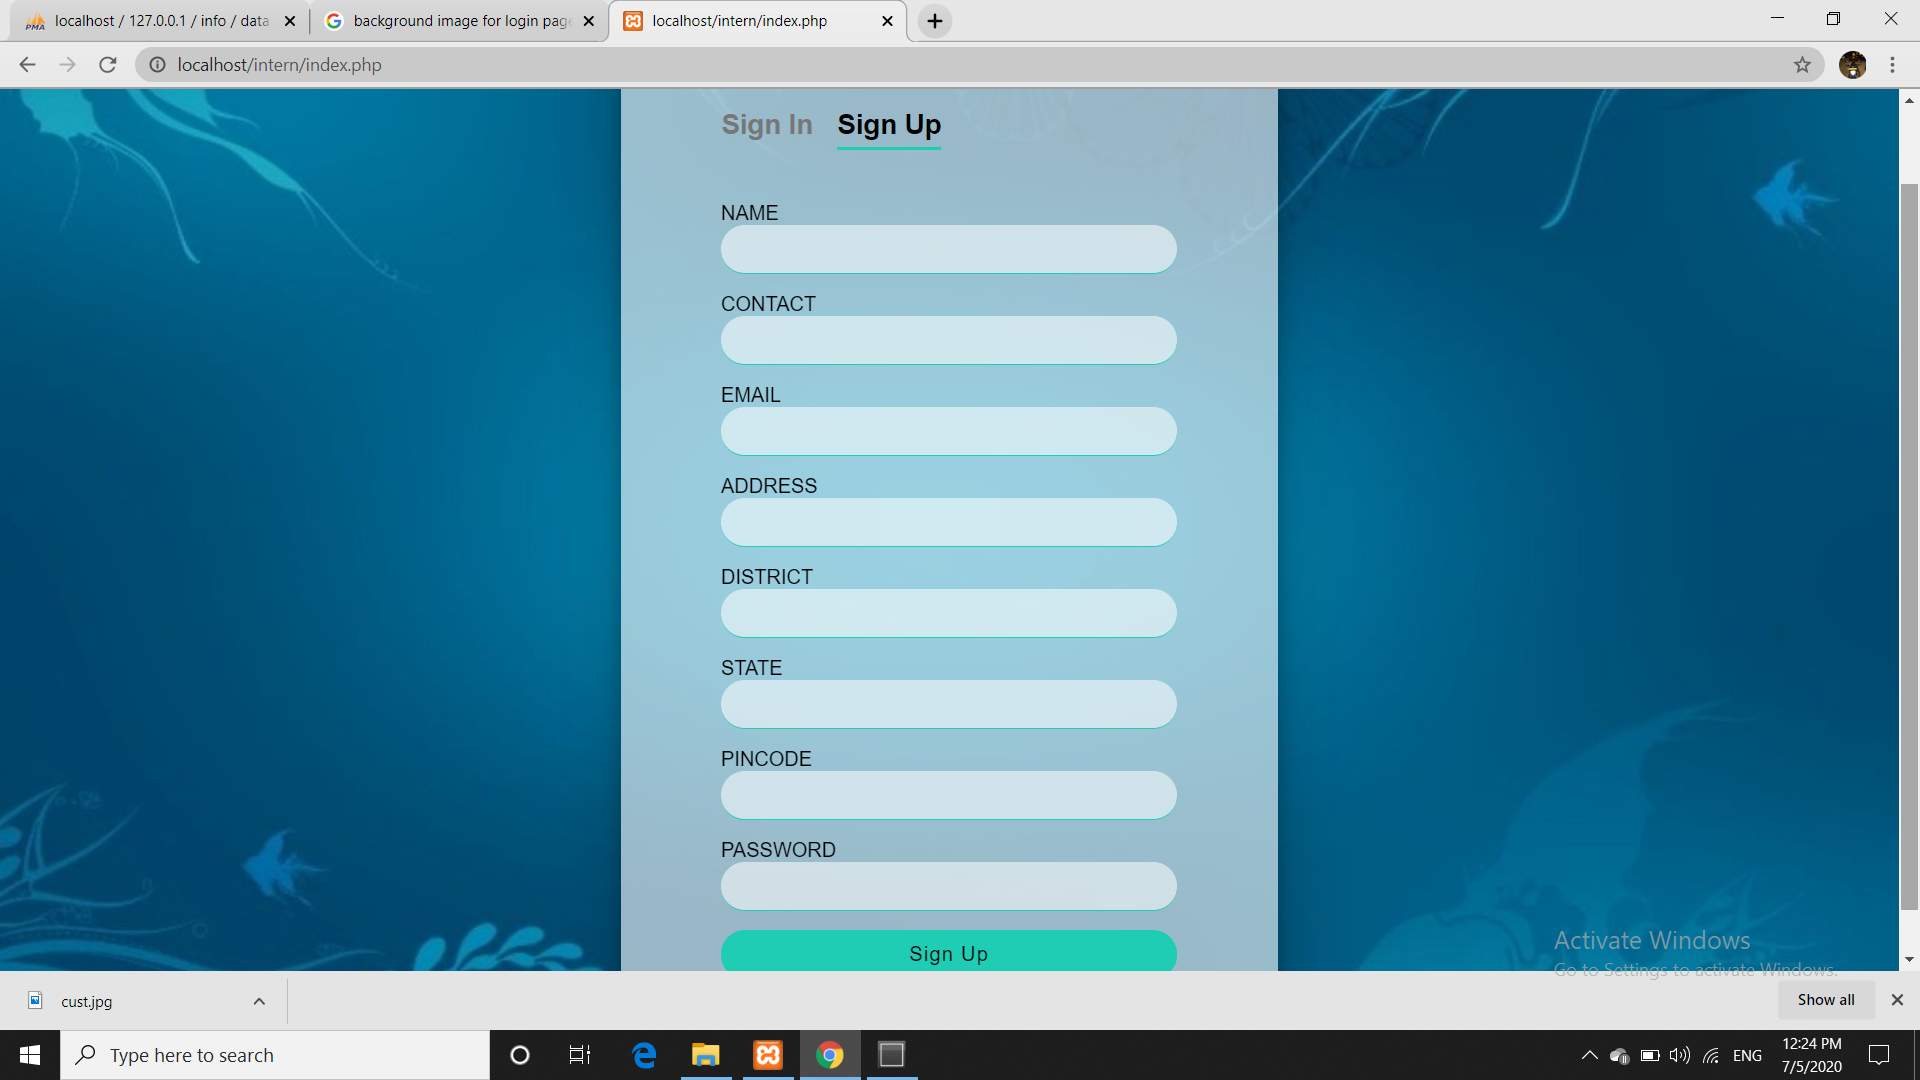 PMA
localhost / 127.0.0.1 / info / data
background image for login page
localhost/intern/index.php
localhost/intern/index.php
Sign In Sign Up
NAME
CONTACT
EMAIL
ADDRESS
DISTRICT
STATE
PINCODE
PASSWORD
Sign Up
Activate Windows
Go to Settings to activate Windows.
cust.jpg
Show all
Type here to search
ENG
12:24 PM
7/5/2020